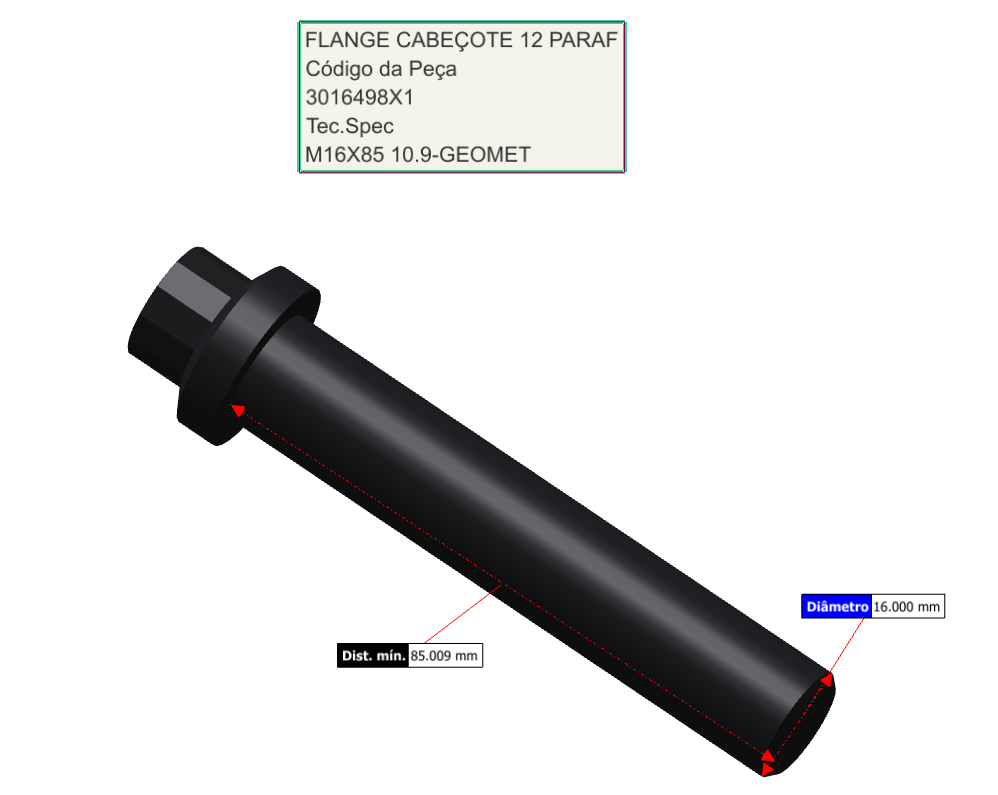 FLANGE CABEÇOTE 12 PARAF
Código da Peça
3016498X1
Tec.Spec
M16X85 10.9-GEOMET
Diâmetro 16.000 mm
Dist. mín. 85.009 mm